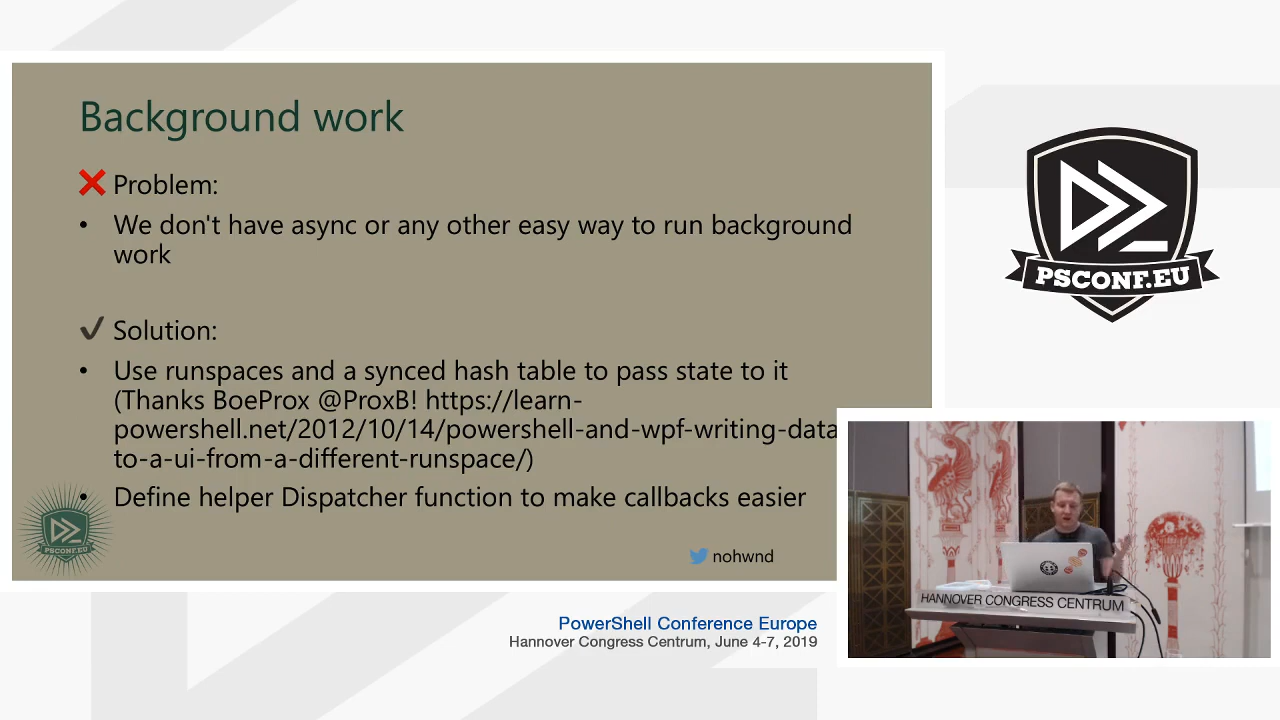 Background work
❌ Problem:
• We don't have async or any other easy way to run background
work
✔ Solution:
• Use runspaces and a synced hash table to pass state to it
(Thanks BoeProx @ProxB! https://learn-
powershell.net/2012/10/14/powershell-and-wpf-writing-data
to-a-ui-from-a-different-runspace/)
• Define helper Dispatcher function to make callbacks easier
PSCONF.EU
nohwnd
PSCONF.EU
HANNOVER CONGRESS CENTRUM
PowerShell Conference Europe
Hannover Congress Centrum, June 4-7, 2019